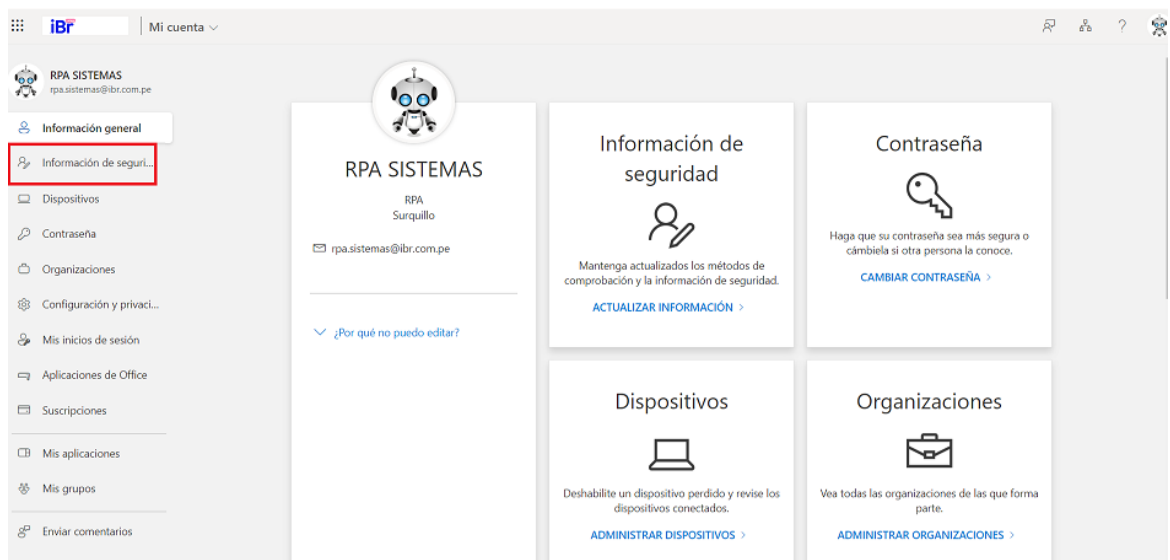 iBr
Mi cuenta
RPA SISTEMAS
rpa.sistemas@ibr.com.pe
Información general
Información de seguri...
Dispositivos
Contraseña
Organizaciones
Configuración y privaci...
Mis inicios de sesión
Aplicaciones de Office
Suscripciones
Mis aplicaciones
Mis grupos
Enviar comentarios
RPA SISTEMAS
RPA
Surquillo
rpa.sistemas@ibr.com.pe
¿Por qué no puedo editar?
Información de
seguridad
Mantenga actualizados los métodos de
comprobación y la información de seguridad.
ACTUALIZAR INFORMACIÓN >
Contraseña
Haga que su contraseña sea más segura o
cámbiela si otra persona la conoce.
CAMBIAR CONTRASEÑA >
Dispositivos
Deshabilite un dispositivo perdido y revise los
dispositivos conectados.
ADMINISTRAR DISPOSITIVOS >
Organizaciones
Vea todas las organizaciones de las que forma
parte.
ADMINISTRAR ORGANIZACIONES >